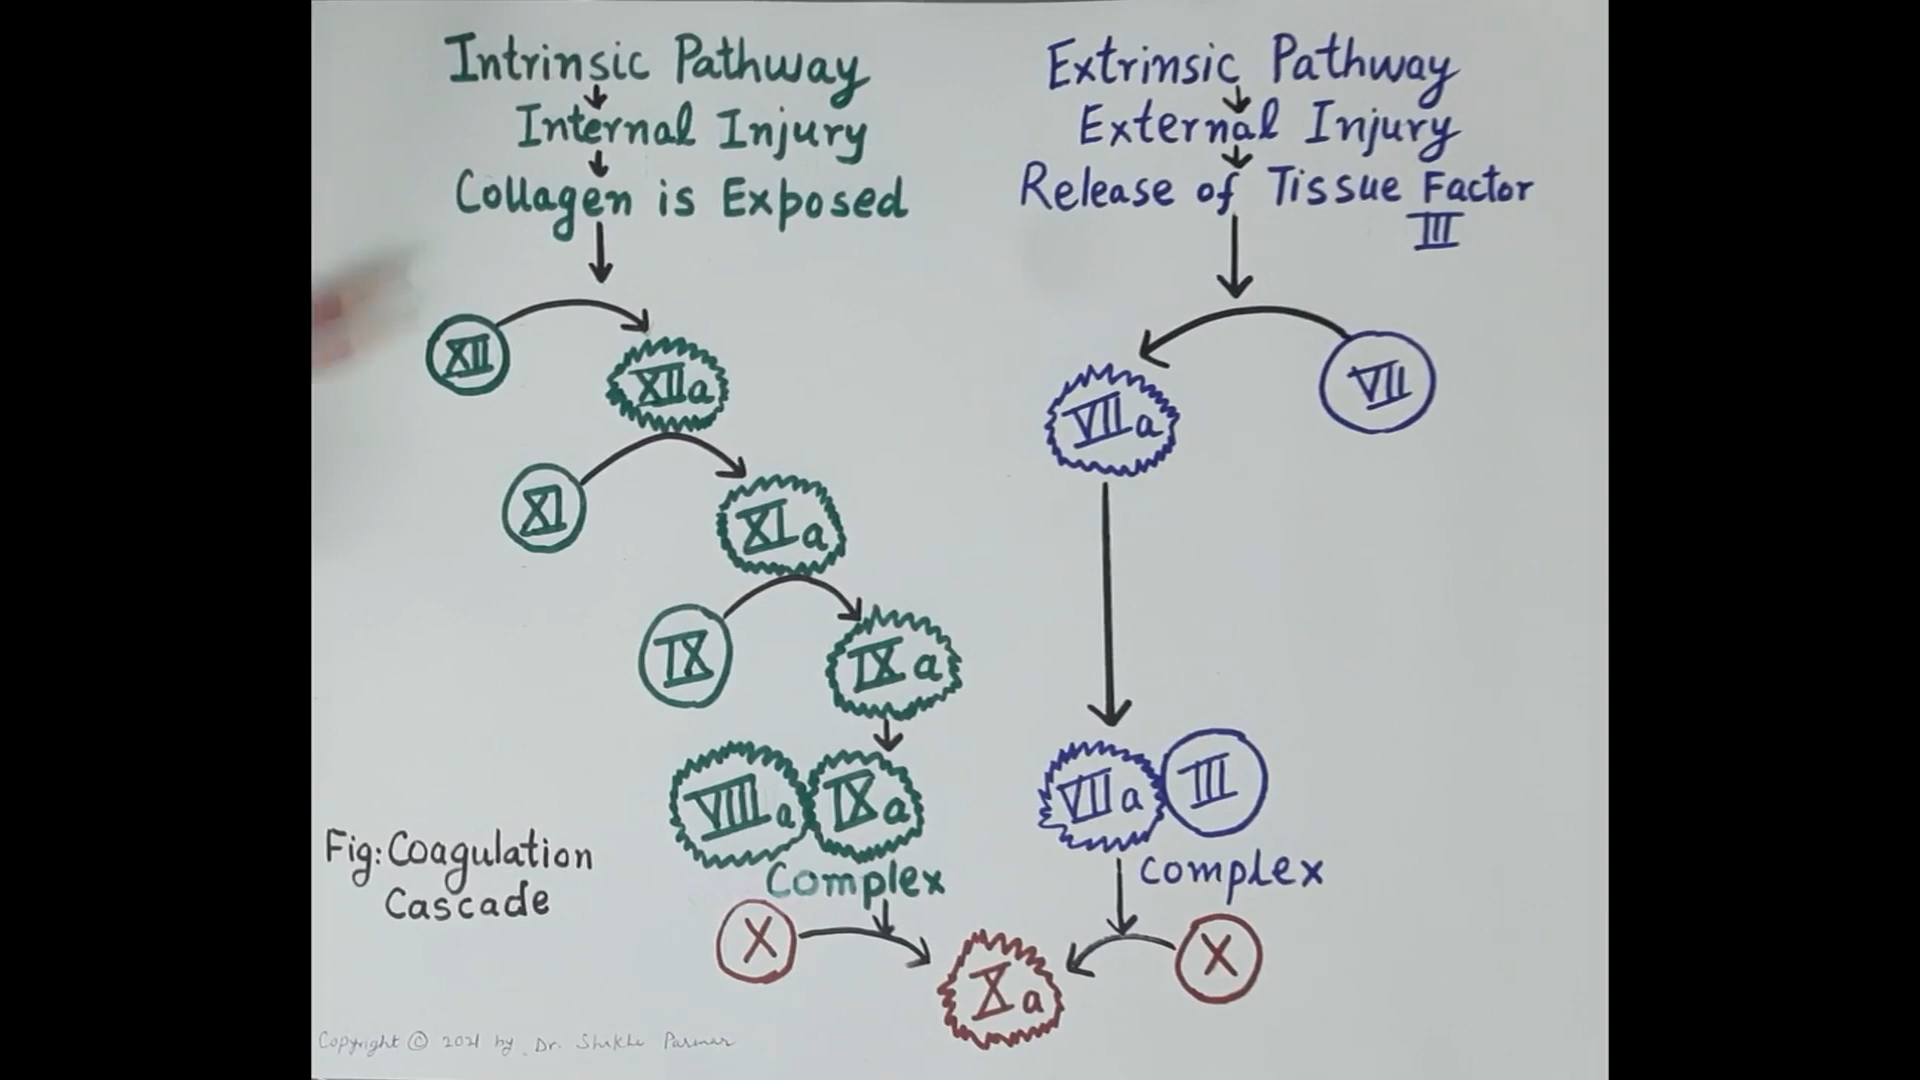 Intrinsic Pathway
Internal Injury
Collagen is Exposed
XII
XIIa
XI
XIa
IX
IXa
VIIIa IXa
Complex
X
Extrinsic Pathway
External Injury
Release of Tissue Factor
III
VII
VIIa
VIIa III
Complex
X
Xa
Fig: Coagulation
Cascade
Copyright © 2021 by Dr. Shikha Parmar